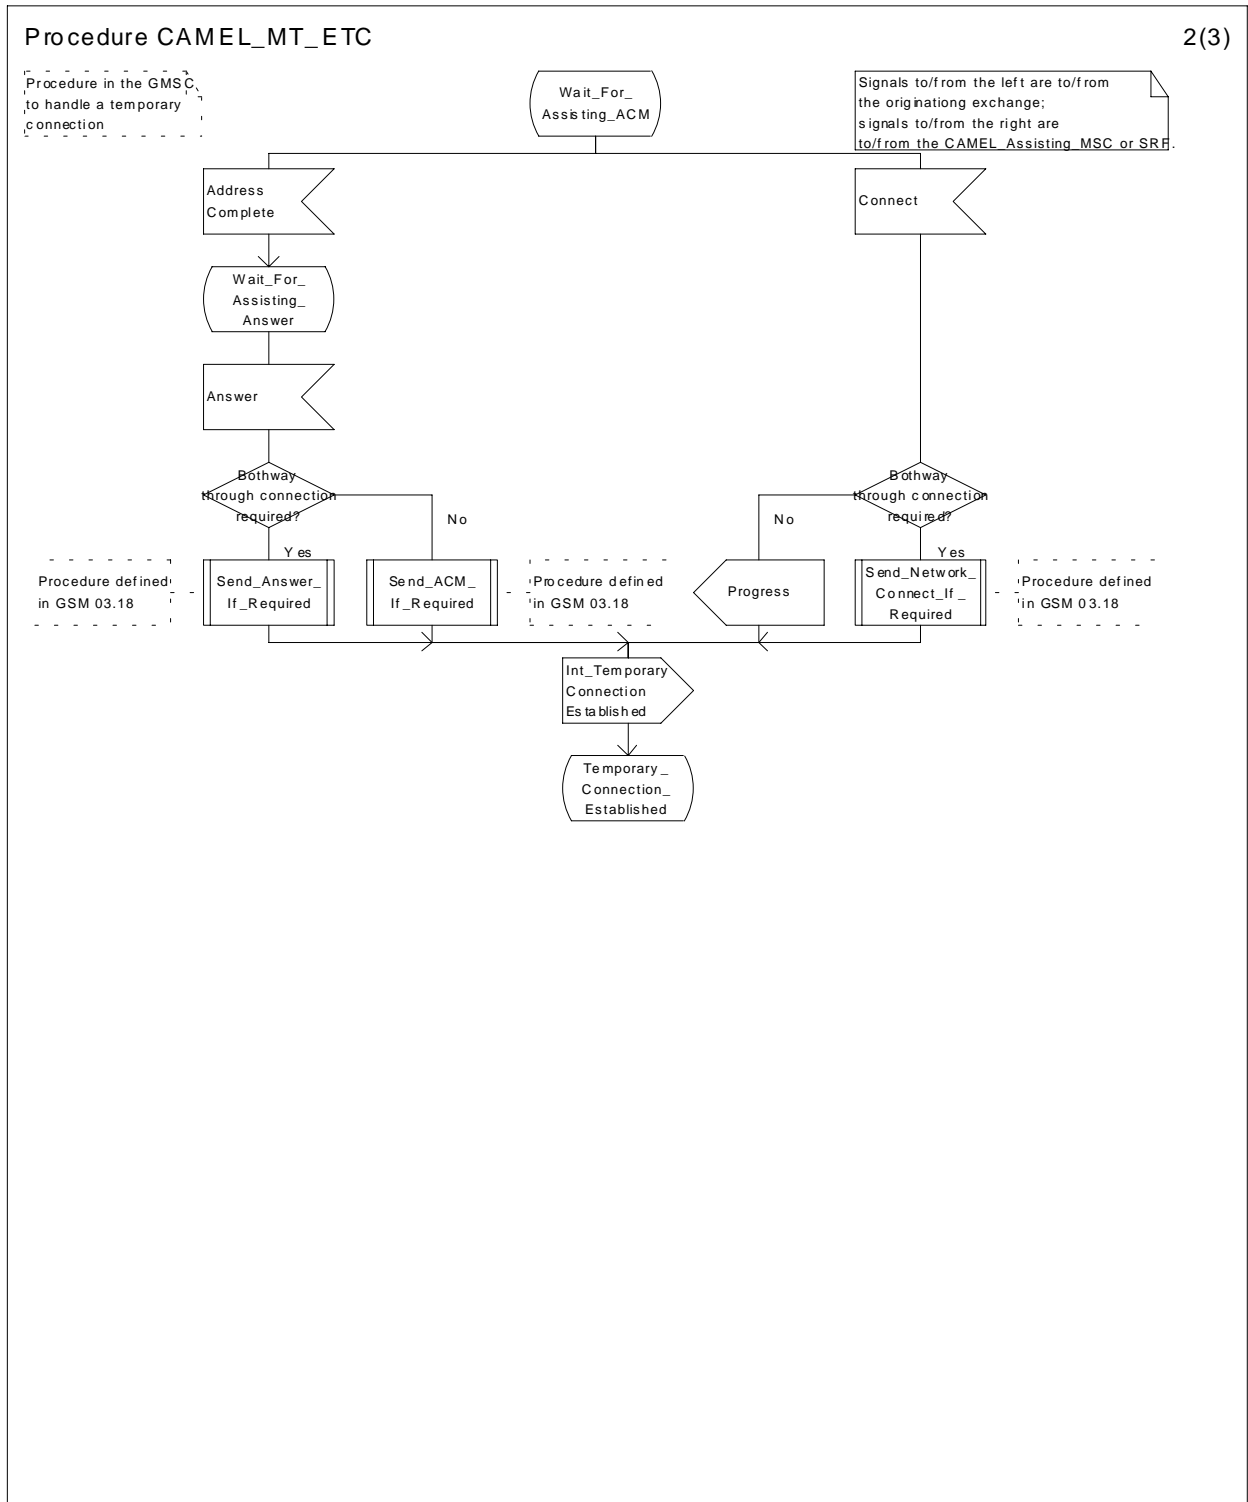 Procedure CAMEL_MT_ETC
2(3)
Procedure in the GMSC
to handle a temporary
connection
Wait_For_
Assisting_ACM
Signals to/from the left are to/from
the originationg exchange;
signals to/from the right are
to/from the CAMEL_Assisting_MSC or SRF.
Address
Complete
Connect
Wait_For_
Assisting_
Answer
Answer
Bothway
through connection
required?
No
Yes
Bothway
through connection
required?
No
Yes
Procedure defined
in GSM 03.18
Send_Answer_
If_Required
Send_ACM_
If_Required
Procedure defined
in GSM 03.18
Progress
Send_Network_
Connect_If_
Required
Procedure defined
in GSM 03.18
Int_Temporary
Connection
Established
Temporary_
Connection_
Established